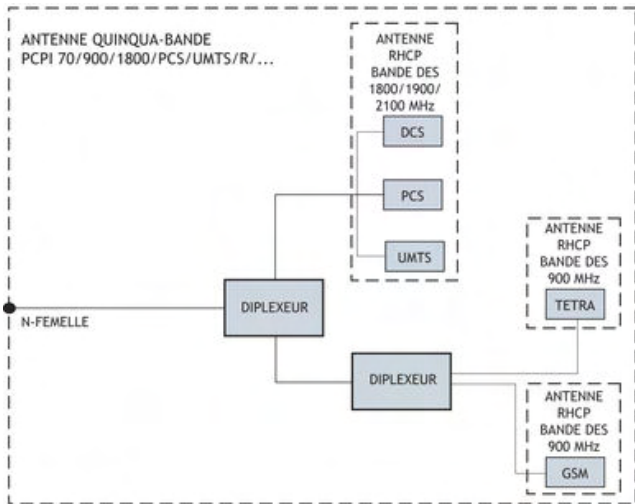 ANTENNE QUINQUA-BANDE
PCPI 70/900/1800/PCS/UMTS/R/...
ANTENNE
RHCP
BANDE DES
1800/1900/
2100 MHz
DCS
PCS
UMTS
ANTENNE
RHCP
BANDE DES
900 MHz
TETRA
DIPLEXEUR
N-FEMELLE
DIPLEXEUR
ANTENNE
RHCP
BANDE DES
900 MHz
GSM